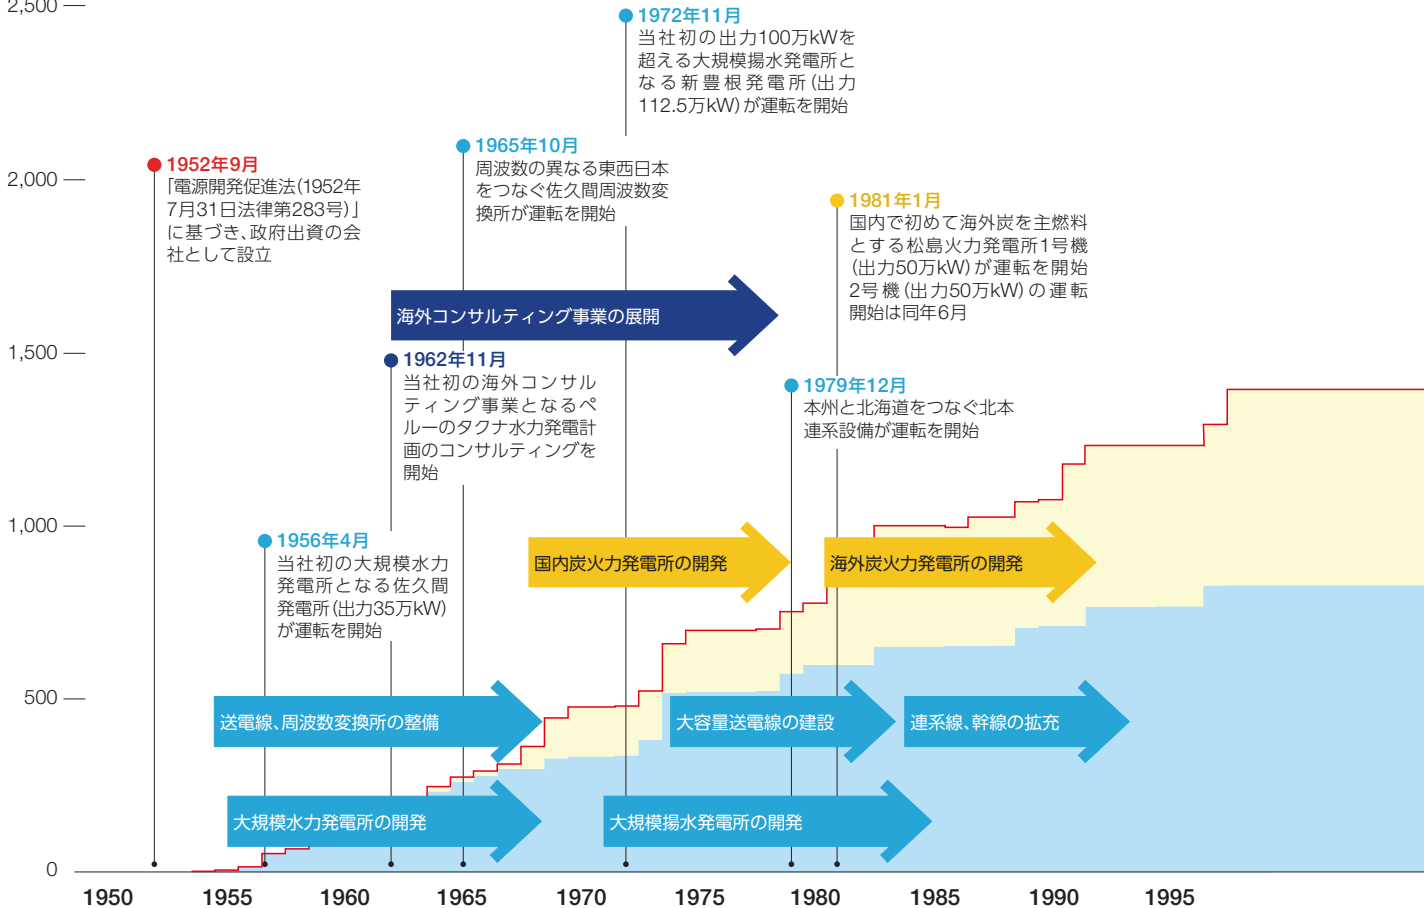 2,500
2,000
1,500
1,000
500
0
1972年11月
当社初の出力100万kWを
超える大規模揚水発電所と
なる新豊根発電所（出力
112.5万kW）が運転を開始
1965年10月
周波数の異なる東西日本
をつなぐ佐久間周波数変
換所が運転を開始
1952年9月
「電源開発促進法（1952年
7月31日法律第283号）」
に基づき、政府出資の会
社として設立
1981年1月
国内で初めて海外炭を主燃料
とする松島火力発電所1号機
（出力50万kW）が運転を開始
2号機（出力50万kW）の運転
開始は同年6月
海外コンサルティング事業の展開
1962年11月
当社初の海外コンサル
ティング事業となるペ
ルーのタクナ水力発電計
画のコンサルティングを
開始
1979年12月
本州と北海道をつなぐ北本
連系設備が運転を開始
1956年4月
当社初の大規模水力
発電所となる佐久間
発電所（出力35万kW）
が運転を開始
国内炭火力発電所の開発
海外炭火力発電所の開発
送電線、周波数変換所の整備
大容量送電線の建設
連系線、幹線の拡充
大規模水力発電所の開発
大規模揚水発電所の開発
1950
1955
1960
1965
1970
1975
1980
1985
1990
1995